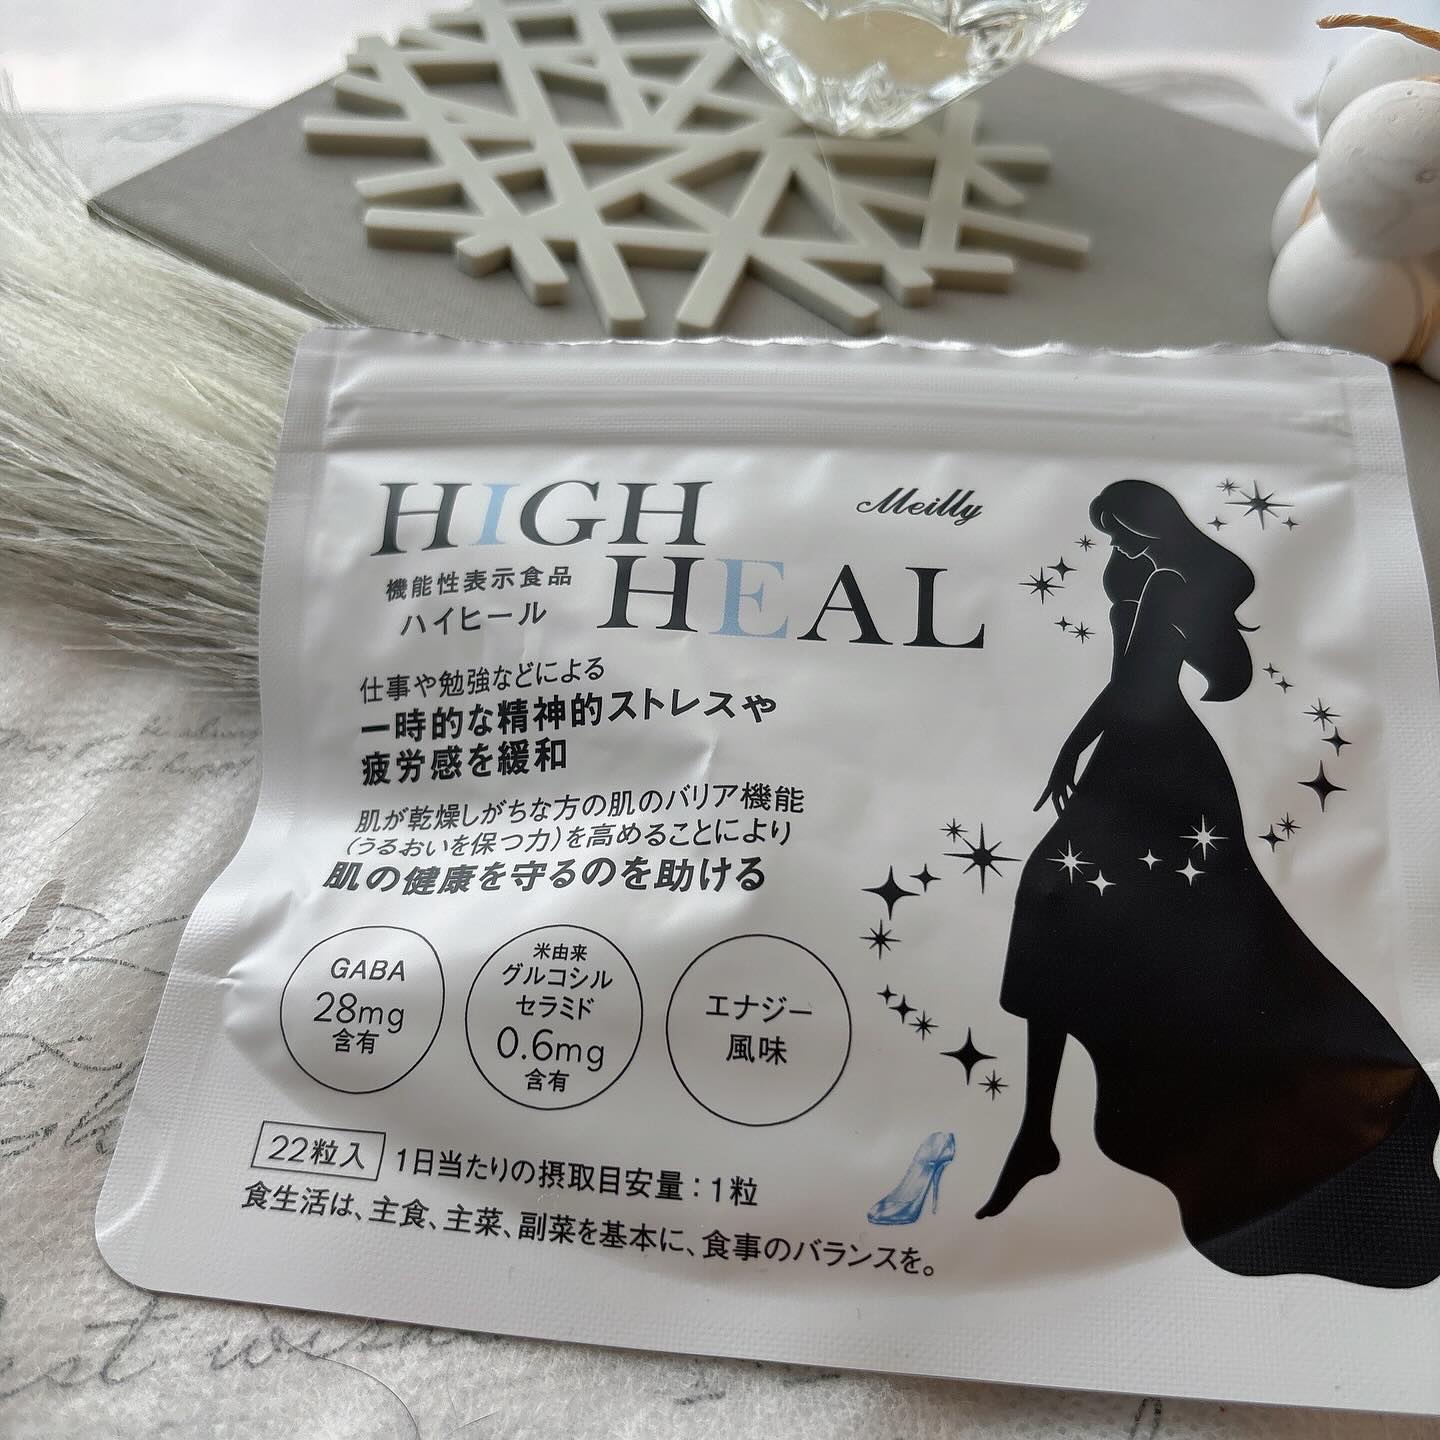 HIGH
Meilly
機能性表示食品
ハイヒール
HEAL
仕事や勉強などによる
一時的な精神的ストレスや
疲労感を緩和
肌が乾燥しがちな方の肌のバリア機能
(うるおいを保つ力)を高めることにより
肌の健康を守るのを助ける
GABA
28mg
含有
米由来
グルコシル
セラミド
0.6mg
含有
エナジー
風味
22粒入 1日当たりの摂取目安量:1粒
食生活は、主食、主菜、副菜を基本に、食事のバランスを。